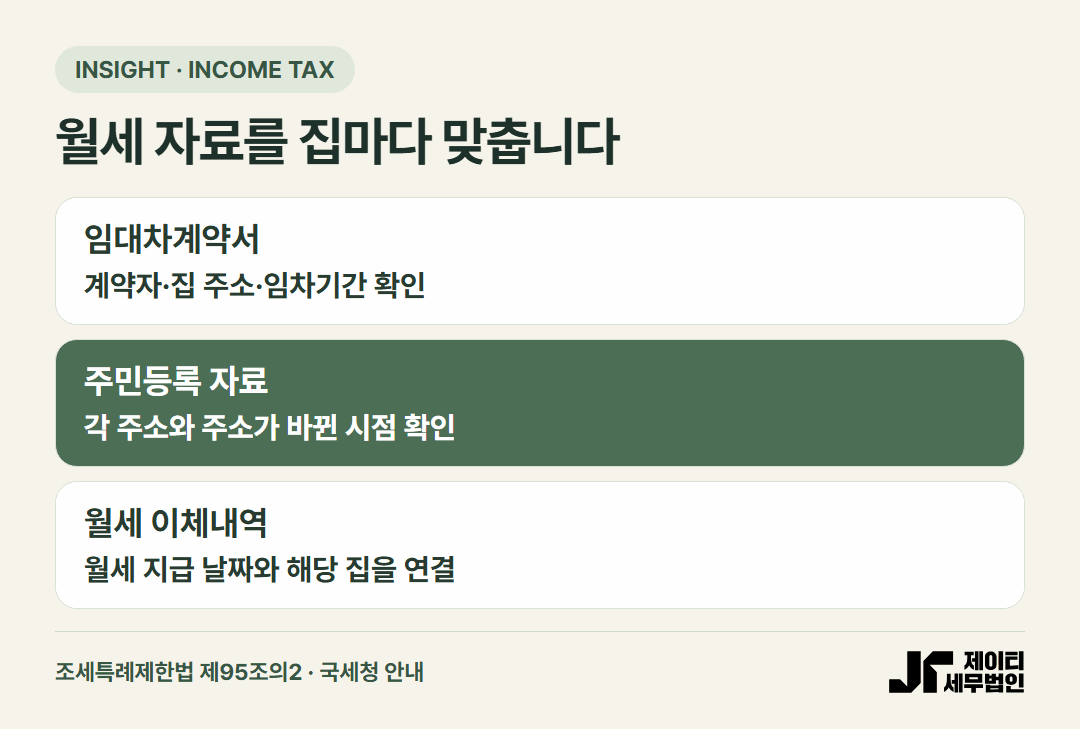 INSIGHT · INCOME TAX
월세 자료를 집마다 맞춥니다
임대차계약서
계약자·집 주소·임차기간 확인
주민등록 자료
각 주소와 주소가 바뀐 시점 확인
월세 이체내역
월세 지급 날짜와 해당 집을 연결
조세특례제한법 제95조의2 · 국세청 안내
JT 제이티
세무법인